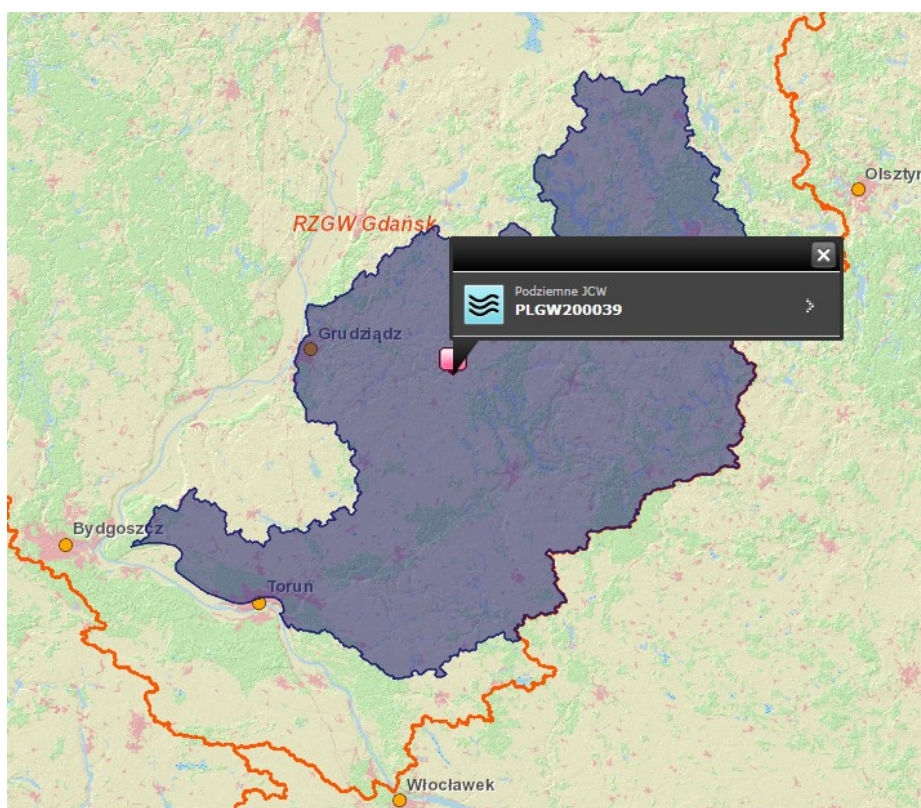 Olsztyn
RZGW Gdańsk
Podziemne JCW
PLGW200039
Grudziądz
Bydgoszcz
Toruń
Włocławek